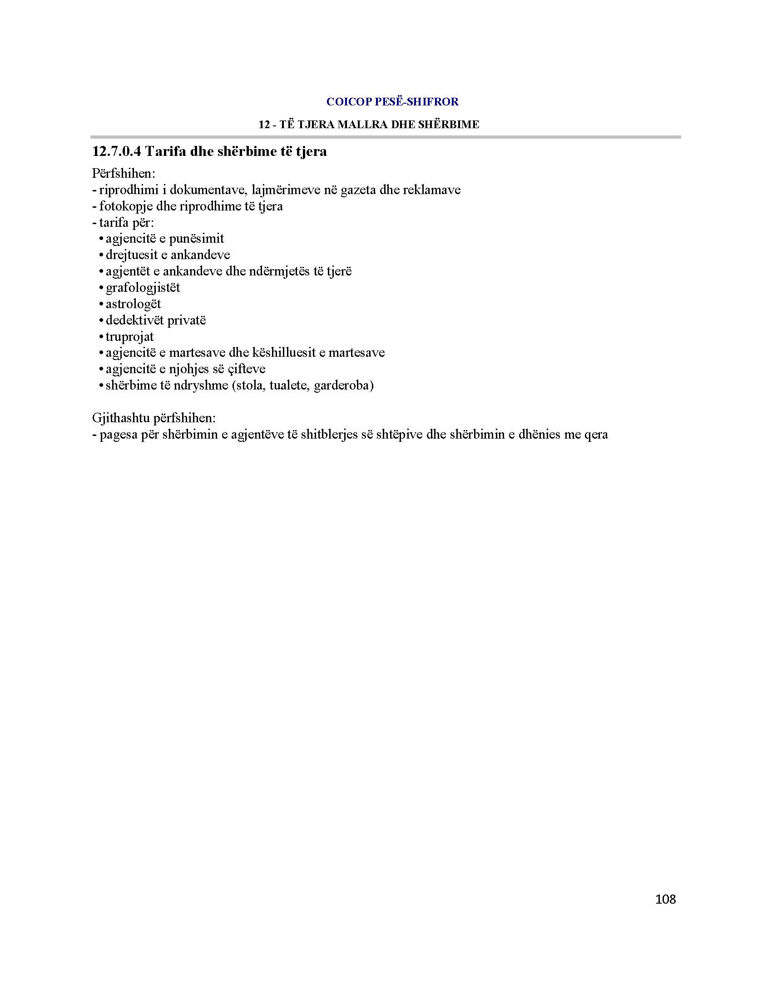 COICOP PESË-SHIFROR
12 - TË TJERA MALLRA DHE SHËRBIME
12.7.0.4 Tarifa dhe shërbime të tjera
Përfshihen:
- riprodhimi i dokumentave, lajmërimeve në gazeta dhe reklamave
- fotokopje dhe riprodhime të tjera
- tarifa për:
• agjencitë e punësimit
• drejtuesit e ankandeve
• agjentët e ankandeve dhe ndërmjetës të tjerë
• grafologjistët
• astrologët
• dedektivët privatë
• truprojat
• agjencitë e martesave dhe këshilluesit e martesave
• agjencitë e njohjes së çifteve
• shërbime të ndryshme (stola, tualete, garderoba)
Gjithashtu përfshihen:
- pagesa për shërbimin e agjentëve të shitblerjes së shtëpive dhe shërbimin e dhënies me qera
108